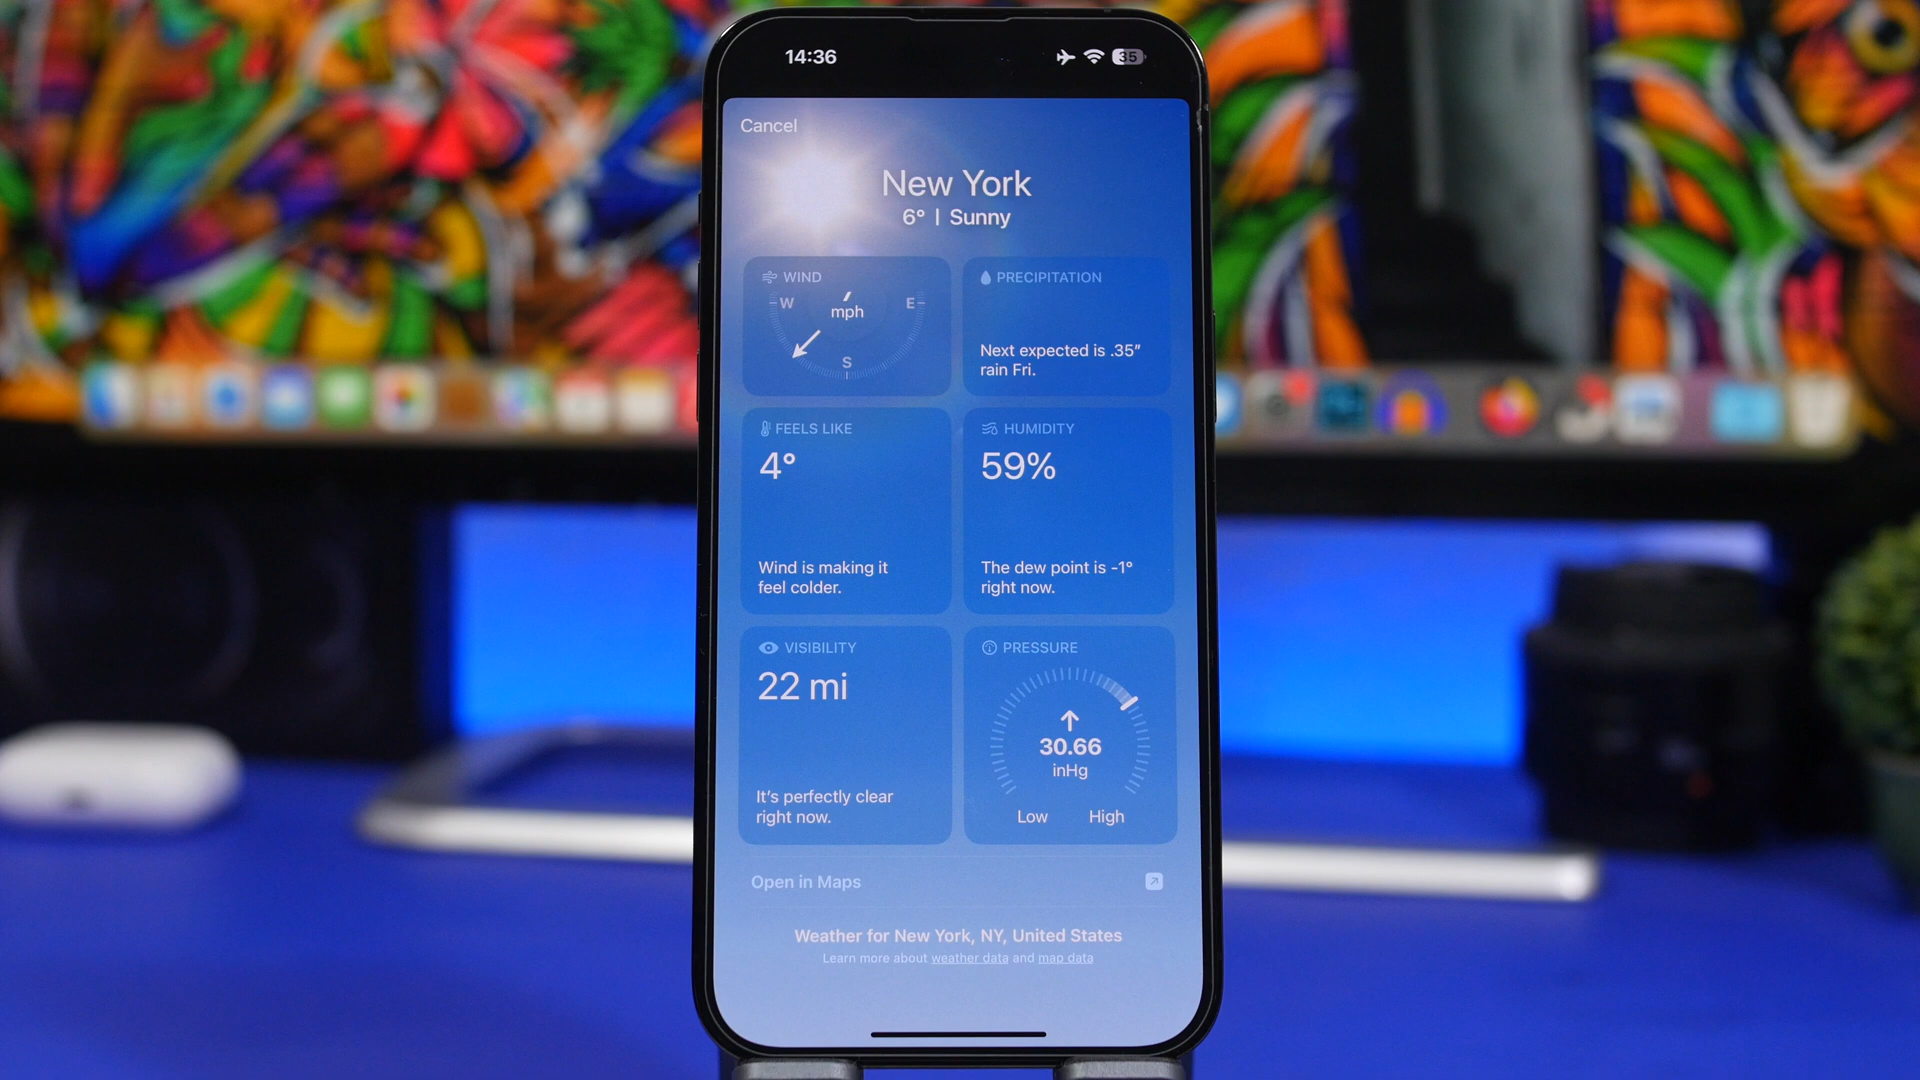 14:36
35
Cancel
New York
6° | Sunny
WIND
W
E
mph
S
PRECIPITATION
Next expected is .35”
rain Fri.
FEELS LIKE
4°
Wind is making it
feel colder.
HUMIDITY
59%
The dew point is -1°
right now.
VISIBILITY
22 mi
It’s perfectly clear
right now.
PRESSURE
30.66
inHg
Low
High
Open in Maps
Weather for New York, NY, United States
Learn more about weather data and map data